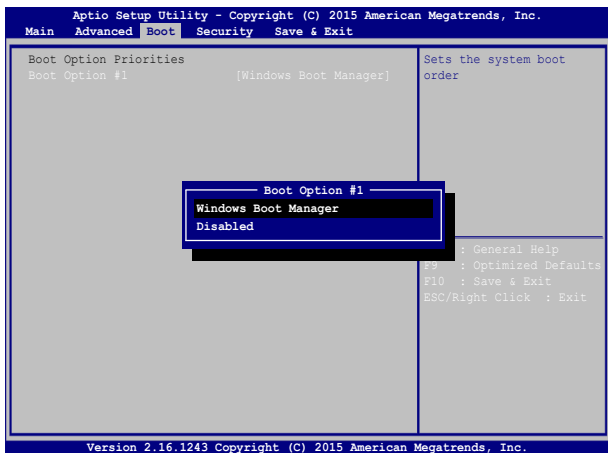 Aptio Setup Utility - Copyright (C) 2015 American Megatrends, Inc.
Main Advanced Boot Security Save & Exit
Boot Option Priorities
Boot Option #1 [Windows Boot Manager]
Sets the system boot
order
Boot Option #1
Windows Boot Manager
Disabled
: General Help
F9 : Optimized Defaults
F10 : Save & Exit
ESC/Right Click : Exit
Version 2.16.1243 Copyright (C) 2015 American Megatrends, Inc.